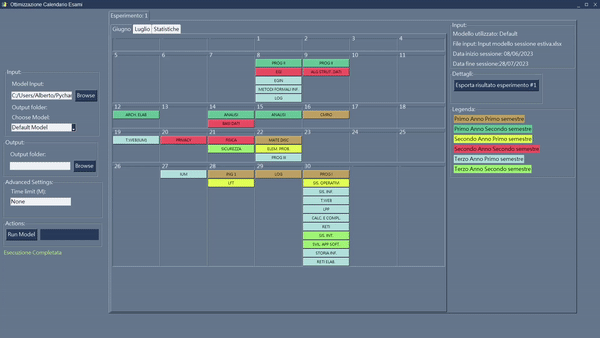 Ottimizzazione Calendario Esami
Input:
Model Input:
C:/Users/Alberto/Pychar
Browse
Output folder:
Choose Model:
Default Model
Output:
Output folder:
Browse
Advanced Settings:
Time limit (M):
None
Actions:
Run Model
Esecuzione Completata
Esperimento: 1
Giugno Luglio Statistiche
1 2 3 4
5 6 7 8 9 10 11
PROG II PROG II
EGI ALG/STRUT. DATI
EGIN
METODI FORMALI INF.
LOG
12 13 14 15 16 17 18
ARCH. ELAB ANALISI ANALISI CMRO
BASI DATI
19 20 21 22 23 24 25
T.WEB/UMI PRIVACY FISICA MATE DISC
SICUREZZA ELEM. PROB
PROG III
26 27 28 29 30
IUM ING 1 LOG PROG I
LFT SIS. OPERATIVI
SIS. INF.
T.WEB
LPP
CALC. E COMPL.
RETI
SIS. INT.
SVIL. APP SOFT.
STORIA INF.
RETI ELAB
Input:
Modello utilizzato: Default
File input: Input modello sessione estiva.xlsx
Data inizio sessione: 08/06/2023
Data fine sessione:28/07/2023
Dettagli:
Esporta risultato esperimento #1
Legenda:
Primo Anno Primo semestre
Primo Anno Secondo semestre
Secondo Anno Primo semestre
Secondo Anno Secondo semestre
Terzo Anno Primo semestre
Terzo Anno Secondo semestre